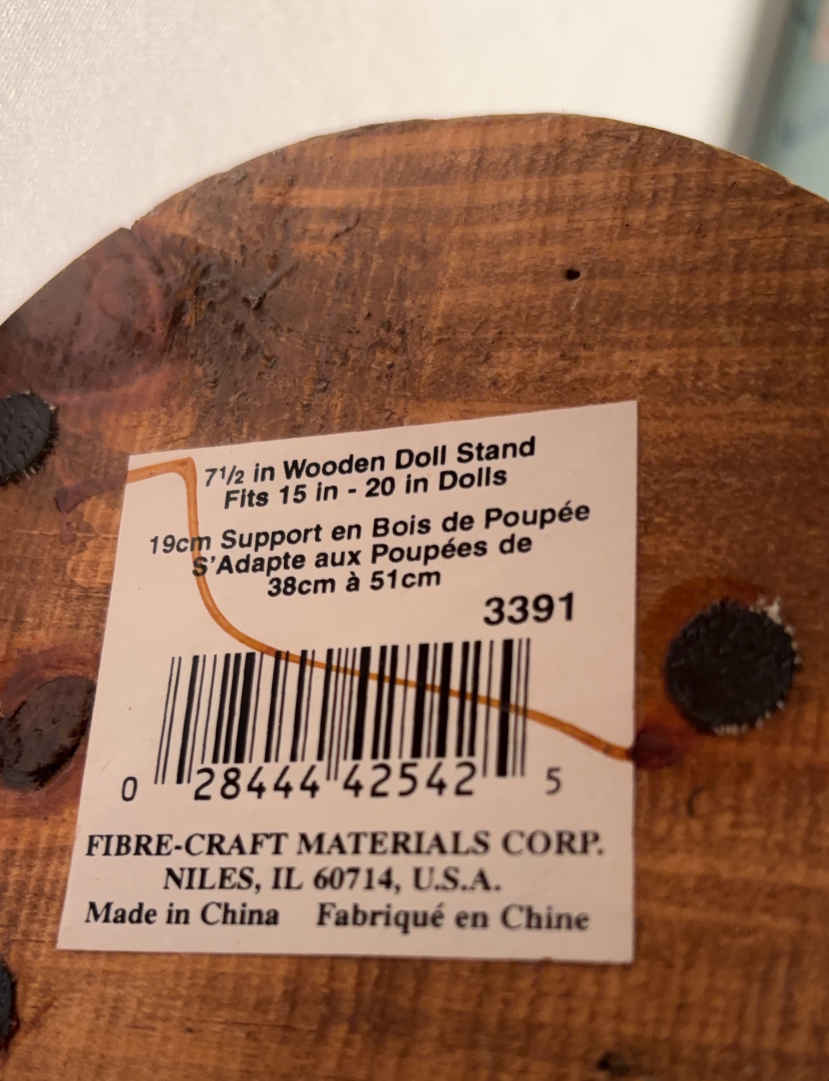 7 1/2 in Wooden Doll Stand
Fits 15 in - 20 in Dolls
19cm Support en Bois de Poupée
S'Adapte aux Poupées de
38cm à 51cm
3391
0 28444 42542 5
FIBRE-CRAFT MATERIALS CORP.
NILES, IL 60714, U.S.A.
Made in China Fabriqué en Chine